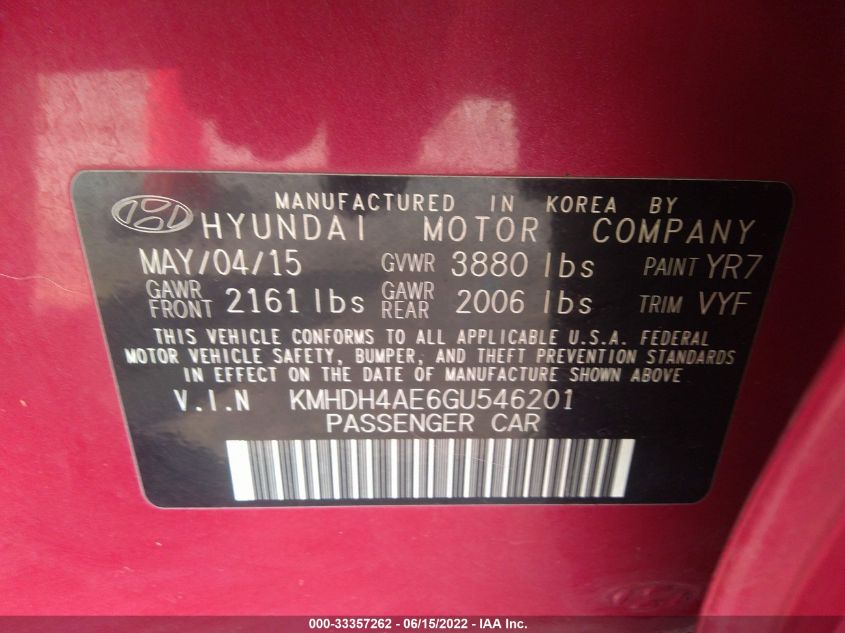 MANUFACTURED IN KOREA BY
HYUNDAI MOTOR COMPANY
MAY/04/15 GVWR 3880 lbs PAINT YR7
GAWR FRONT 2161 lbs GAWR REAR 2006 lbs TRIM VYF
THIS VEHICLE CONFORMS TO ALL APPLICABLE U.S.A. FEDERAL
MOTOR VEHICLE SAFETY, BUMPER, AND THEFT PREVENTION STANDARDS
IN EFFECT ON THE DATE OF MANUFACTURE SHOWN ABOVE
V.I.N KMHDH4AE6GU546201
PASSENGER CAR
000-33357262 - 06/15/2022 - IAA Inc.